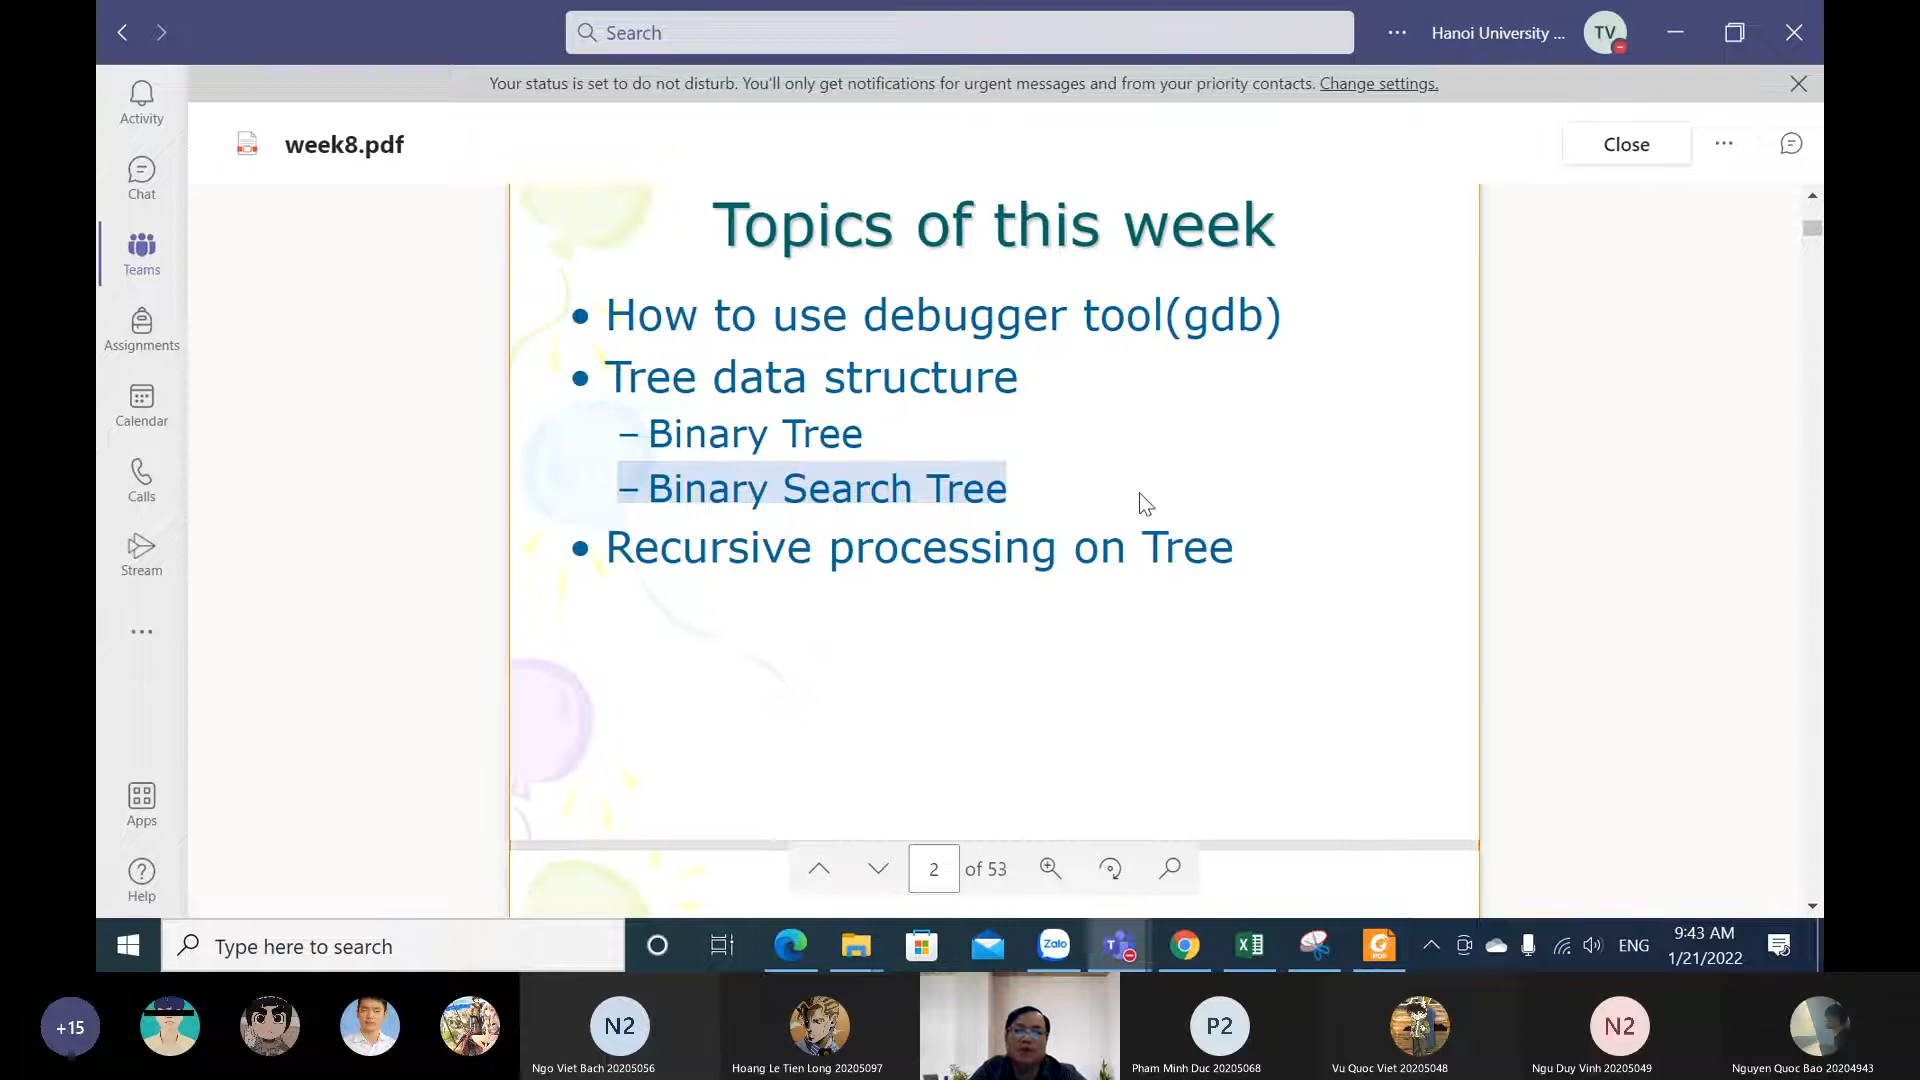 Search
Hanoi University ...
TV
Your status is set to do not disturb. You'll only get notifications for urgent messages and from your priority contacts. Change settings.
Activity
Chat
Teams
Assignments
Calendar
Calls
Stream
Apps
Help
week8.pdf
Close
Topics of this week
• How to use debugger tool(gdb)
• Tree data structure
– Binary Tree
– Binary Search Tree
• Recursive processing on Tree
2 of 53
Type here to search
Zalo
ENG
9:43 AM
1/21/2022
+15
N2
P2
N2
Ngo Viet Bach 20205056
Hoang Le Tien Long 20205097
Pham Minh Duc 20205068
Vu Quoc Viet 20205048
Ngu Duy Vinh 20205049
Nguyen Quoc Bao 20204943